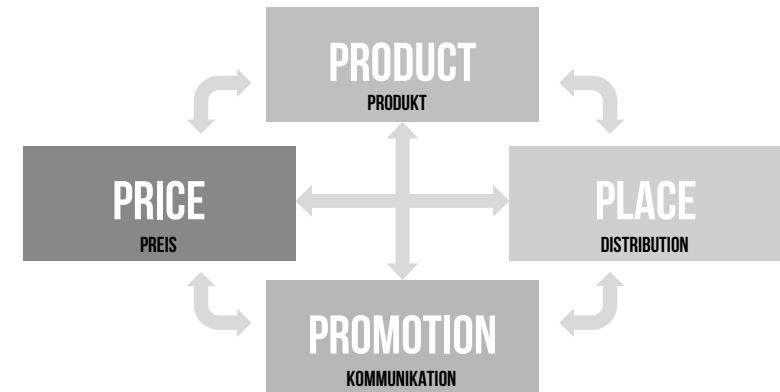 PRODUCT
PRODUKT
PRICE
PREIS
PLACE
DISTRIBUTION
PROMOTION
KOMMUNIKATION